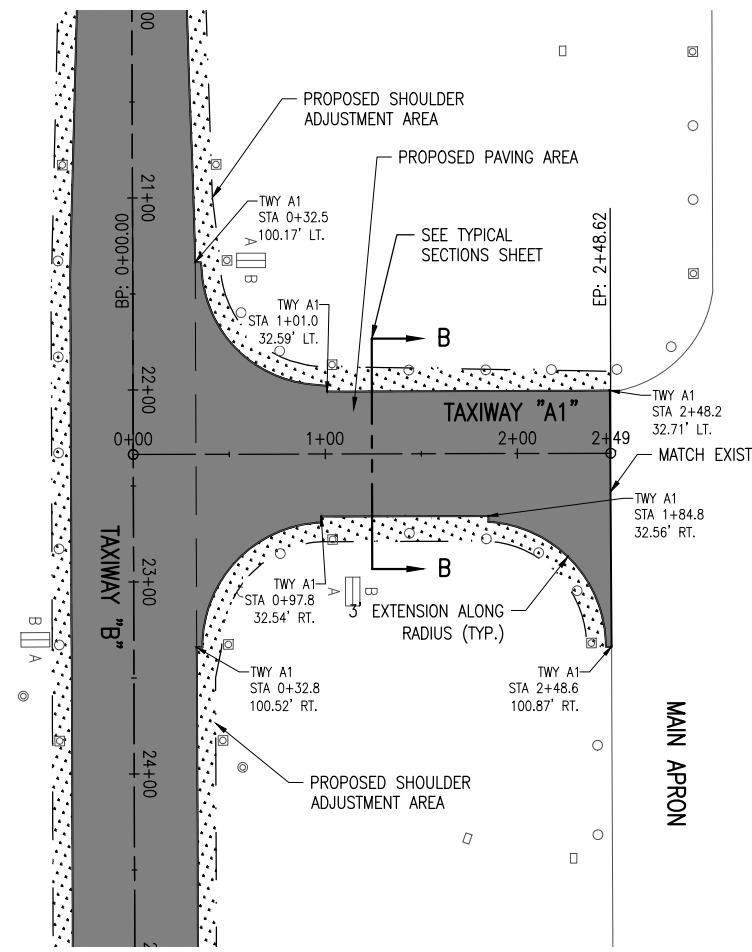 PROPOSED SHOULDER
ADJUSTMENT AREA
PROPOSED PAVING AREA
21+00
TWY A1
STA 0+32.5
100.17' LT.
SEE TYPICAL
SECTIONS SHEET
EP: 2+48.62
BP: 0+00.00
A
B
TWY A1
STA 1+01.0
32.59' LT.
B
22+00
TAXIWAY "A1"
TWY A1
STA 2+48.2
32.71' LT.
0+00
1+00
2+00
2+49
MATCH EXIST
TWY A1
STA 1+84.8
32.56' RT.
TAXIWAY "B"
23+00
B
TWY A1
STA 0+97.8
32.54' RT.
A
B
3' EXTENSION ALONG
RADIUS (TYP.)
B
A
TWY A1
STA 0+32.8
100.52' RT.
TWY A1
STA 2+48.6
100.87' RT.
MAIN APRON
24+00
PROPOSED SHOULDER
ADJUSTMENT AREA